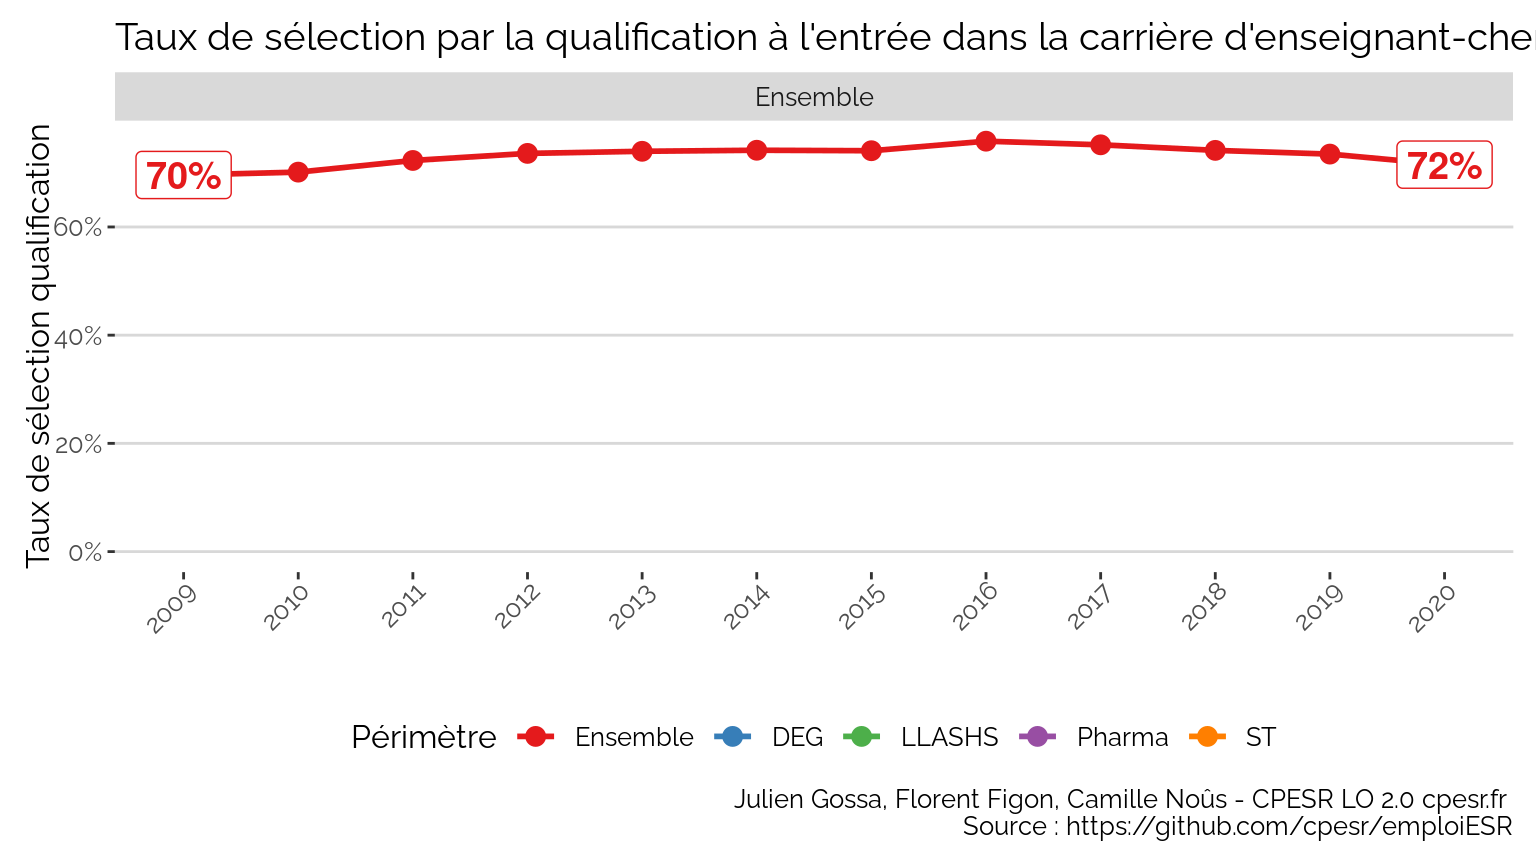 Taux de sélection par la qualification à l'entrée dans la carrière d'enseignant-che
Ensemble
Taux de sélection qualification
70%
72%
60%
40%
20%
0%
2009 2010 2011 2012 2013 2014 2015 2016 2017 2018 2019 2020
Périmètre Ensemble DEG LLASHS Pharma ST
Julien Gossa, Florent Figon, Camille Noûs - CPESR LO 2.0 cpesr.fr
Source : https://github.com/cpesr/emploiESR